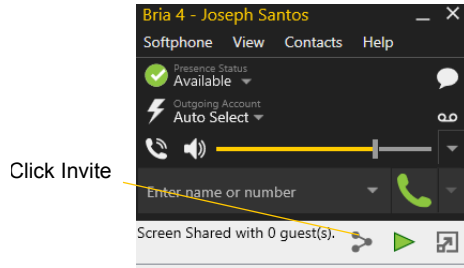 Bria 4 - Joseph Santos
Softphone View Contacts Help
Presence Status
Available
Outgoing Account
Auto Select
Click Invite
Enter name or number
Screen Shared with 0 guest(s).